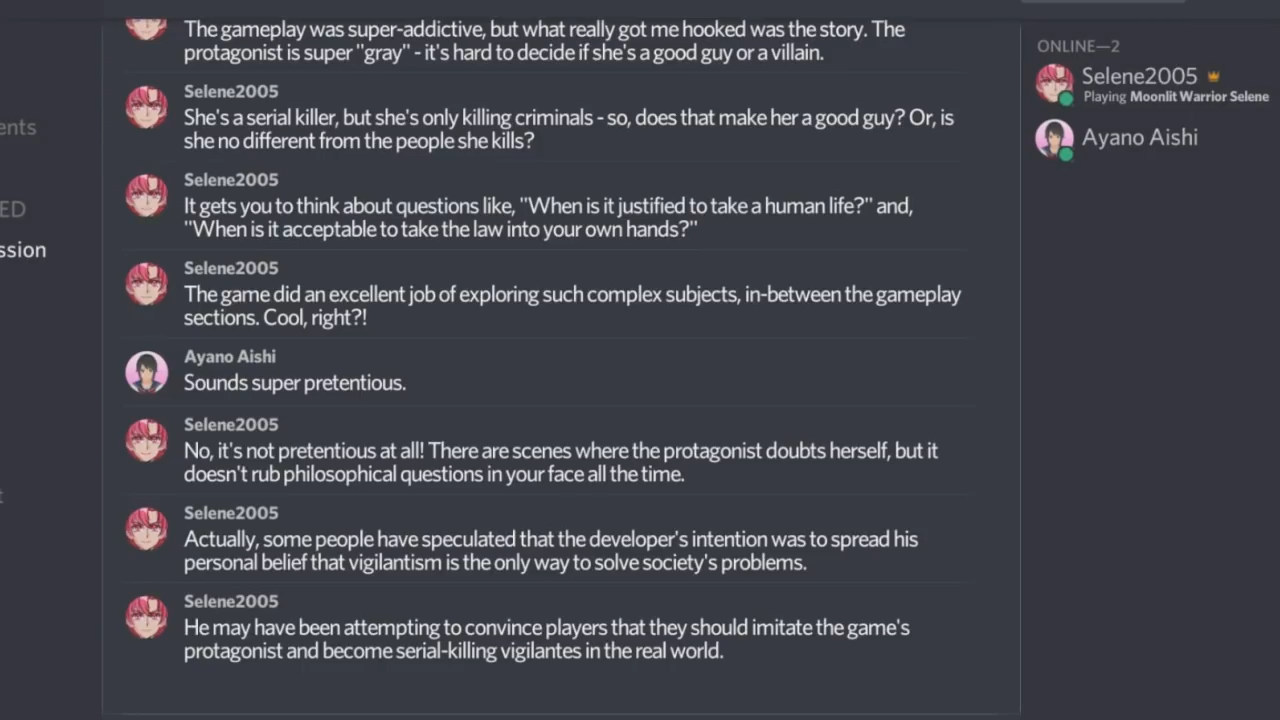 The gameplay was super-addictive, but what really got me hooked was the story. The
protagonist is super "gray" - it's hard to decide if she's a good guy or a villain.
Selene2005
She's a serial killer, but she's only killing criminals - so, does that make her a good guy? Or, is
she no different from the people she kills?
Selene2005
It gets you to think about questions like, "When is it justified to take a human life?" and,
"When is it acceptable to take the law into your own hands?"
Selene2005
The game did an excellent job of exploring such complex subjects, in-between the gameplay
sections. Cool, right?!
Ayano Aishi
Sounds super pretentious.
Selene2005
No, it's not pretentious at all! There are scenes where the protagonist doubts herself, but it
doesn't rub philosophical questions in your face all the time.
Selene2005
Actually, some people have speculated that the developer's intention was to spread his
personal belief that vigilantism is the only way to solve society's problems.
Selene2005
He may have been attempting to convince players that they should imitate the game's
protagonist and become serial-killing vigilantes in the real world.
ents
ED
ssion
t
ONLINE—2
Selene2005
Playing Moonlit Warrior Selene
Ayano Aishi